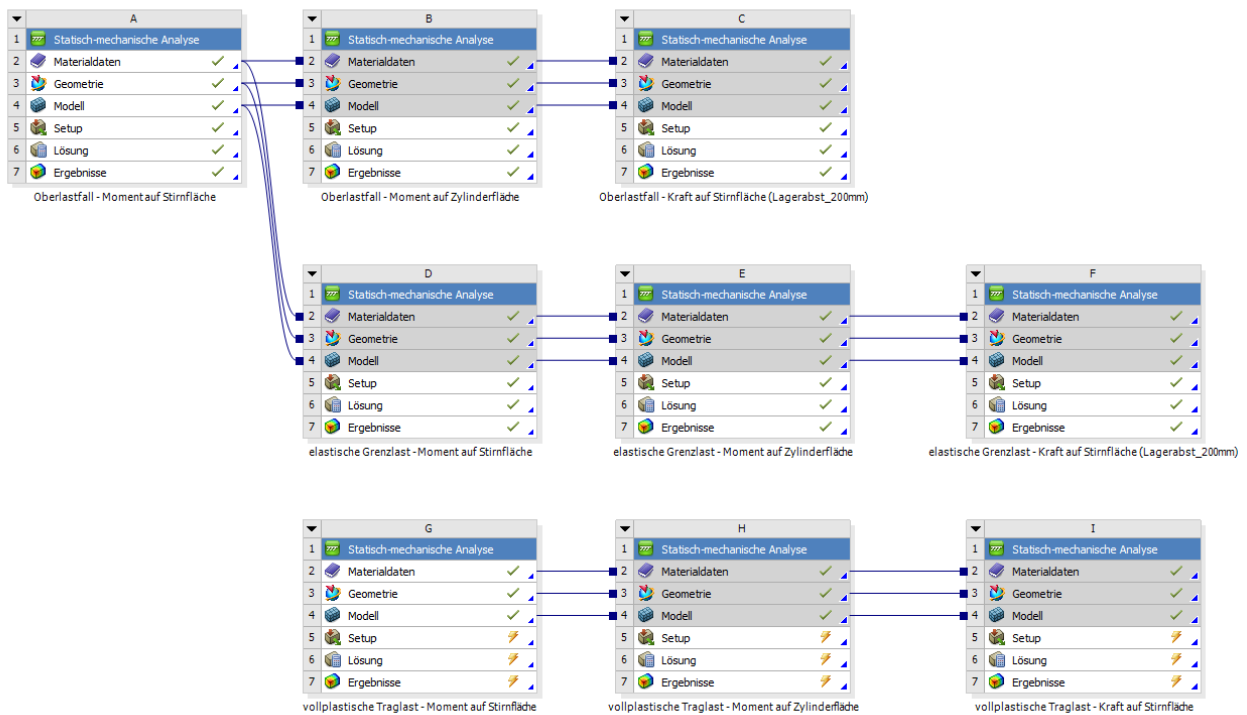 A
1 Statisch-mechanische Analyse
2 Materialdaten
3 Geometrie
4 Modell
5 Setup
6 Lösung
7 Ergebnisse
Oberlastfall - Moment auf Stirnfläche
B
1 Statisch-mechanische Analyse
2 Materialdaten
3 Geometrie
4 Modell
5 Setup
6 Lösung
7 Ergebnisse
Oberlastfall - Moment auf Zylinderfläche
C
1 Statisch-mechanische Analyse
2 Materialdaten
3 Geometrie
4 Modell
5 Setup
6 Lösung
7 Ergebnisse
Oberlastfall - Kraft auf Stirnfläche (Lagerabst_200mm)
D
1 Statisch-mechanische Analyse
2 Materialdaten
3 Geometrie
4 Modell
5 Setup
6 Lösung
7 Ergebnisse
elastische Grenzlast - Moment auf Stirnfläche
E
1 Statisch-mechanische Analyse
2 Materialdaten
3 Geometrie
4 Modell
5 Setup
6 Lösung
7 Ergebnisse
elastische Grenzlast - Moment auf Zylinderfläche
F
1 Statisch-mechanische Analyse
2 Materialdaten
3 Geometrie
4 Modell
5 Setup
6 Lösung
7 Ergebnisse
elastische Grenzlast - Kraft auf Stirnfläche (Lagerabst_200mm)
G
1 Statisch-mechanische Analyse
2 Materialdaten
3 Geometrie
4 Modell
5 Setup
6 Lösung
7 Ergebnisse
vollplastische Traglast - Moment auf Stirnfläche
H
1 Statisch-mechanische Analyse
2 Materialdaten
3 Geometrie
4 Modell
5 Setup
6 Lösung
7 Ergebnisse
vollplastische Traglast - Moment auf Zylinderfläche
I
1 Statisch-mechanische Analyse
2 Materialdaten
3 Geometrie
4 Modell
5 Setup
6 Lösung
7 Ergebnisse
vollplastische Traglast - Kraft auf Stirnfläche